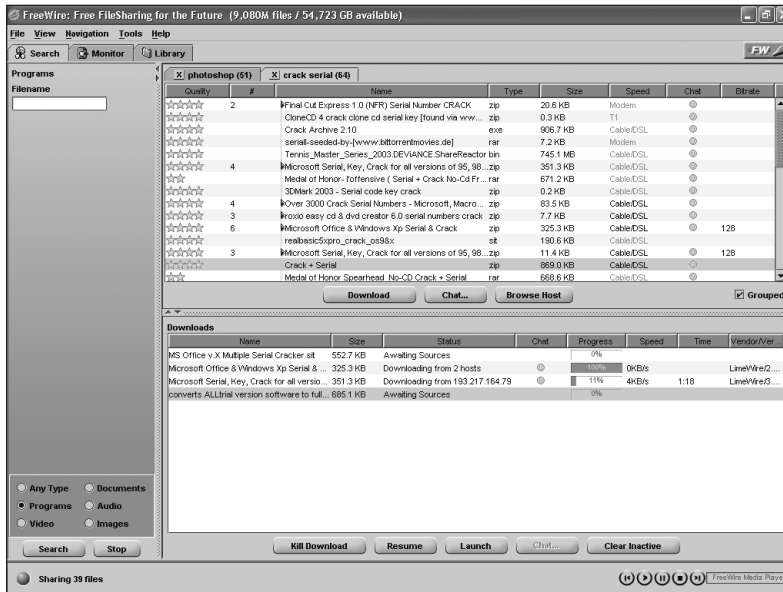 FreeWire: Free FileSharing for the Future (9,080M files / 54,723 GB available)
File View Navigation Tools Help
Search Monitor Library FW
Programs
Filename
X photoshop (51) X crack serial (64)
Quality # Name Type Size Speed Chat Bitrate
2 Final Cut Express 1.0 (NFR) Serial Number CRACK zip 20.6 KB Modem
CloneCD 4 crack clone cd serial key [found via ww... zip 0.3 KB T1
Crack Archive 2.10 exe 906.7 KB Cable/DSL
seriall-seeded-by-[www.bittorrentmovies.de] rar 7.2 KB Modem
Tennis_Master_Series_2003.DEViANCE.ShareReactor bin 745.1 MB Cable/DSL
4 Microsoft Serial, Key, Crack for all versions of 95, 98... zip 351.3 KB Cable/DSL
Medal of Honor- l'offensive ( Serial + Crack No-Cd Fr... rar 671.2 KB Cable/DSL
3DMark 2003 - Serial code key crack zip 0.2 KB Cable/DSL
4 Over 3000 Crack Serial Numbers - Microsoft, Macro... zip 83.5 KB Cable/DSL
3 roxio easy cd & dvd creator 6.0 serial numbers crack zip 7.7 KB Cable/DSL
6 Microsoft Office & Windows Xp Serial & Crack zip 325.3 KB Cable/DSL 128
realbasic5xpro_crack_os9&x sit 190.6 KB Cable/DSL
3 Microsoft Serial, Key, Crack for all versions of 95, 98... zip 11.4 KB Cable/DSL 128
Crack + Serial zip 869.0 KB Cable/DSL
Medal of Honor Spearhead No-CD Crack + Serial rar 668.6 KB Cable/DSL
Download Chat... Browse Host Grouped
Downloads
Name Size Status Chat Progress Speed Time Vendor/Ver...
MS Office v.X Multiple Serial Cracker.sit 552.7 KB Awaiting Sources 0%
Microsoft Office & Windows Xp Serial & ... 325.3 KB Downloading from 2 hosts 100% 0KB/s LimeWire/2....
Microsoft Serial, Key, Crack for all versio... 351.3 KB Downloading from 193.217.164.79 11% 4KB/s 1:18 LimeWire/3....
converts ALLtrial version software to full... 685.1 KB Awaiting Sources 0%
Any Type Documents
Programs Audio
Video Images
Search Stop
Kill Download Resume Launch Chat... Clear Inactive
Sharing 39 files
FreeWire Media Playe